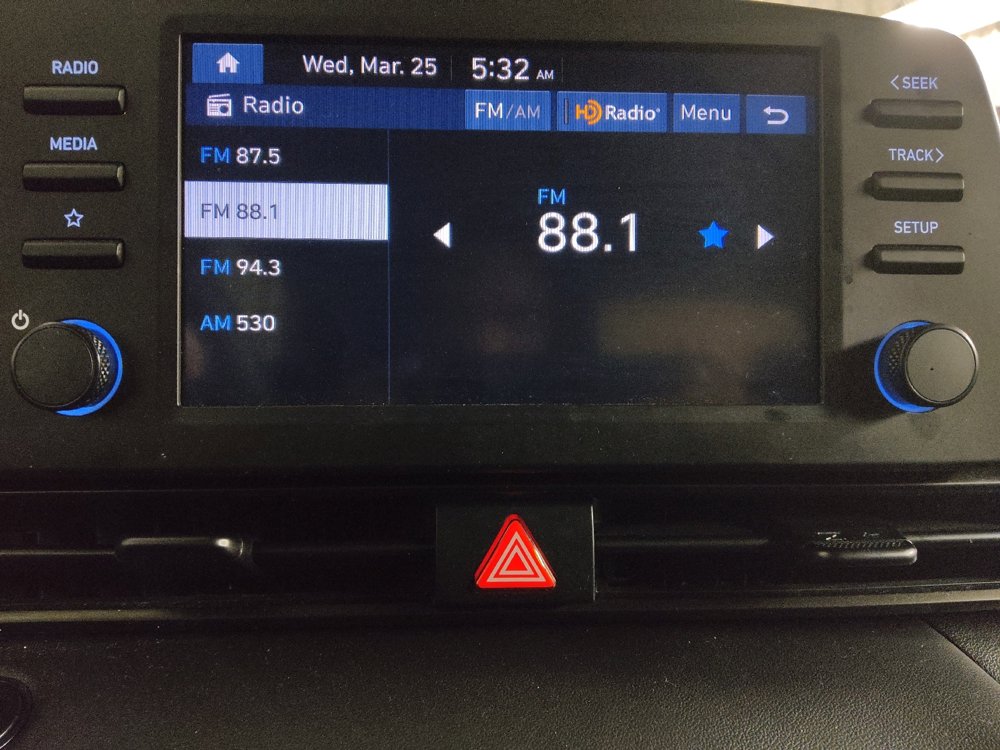 RADIO
MEDIA
Wed, Mar. 25 5:32 AM
Radio FM/AM HD Radio® Menu
FM 87.5
FM 88.1
FM 94.3
AM 530
FM
88.1
< SEEK
TRACK >
SETUP